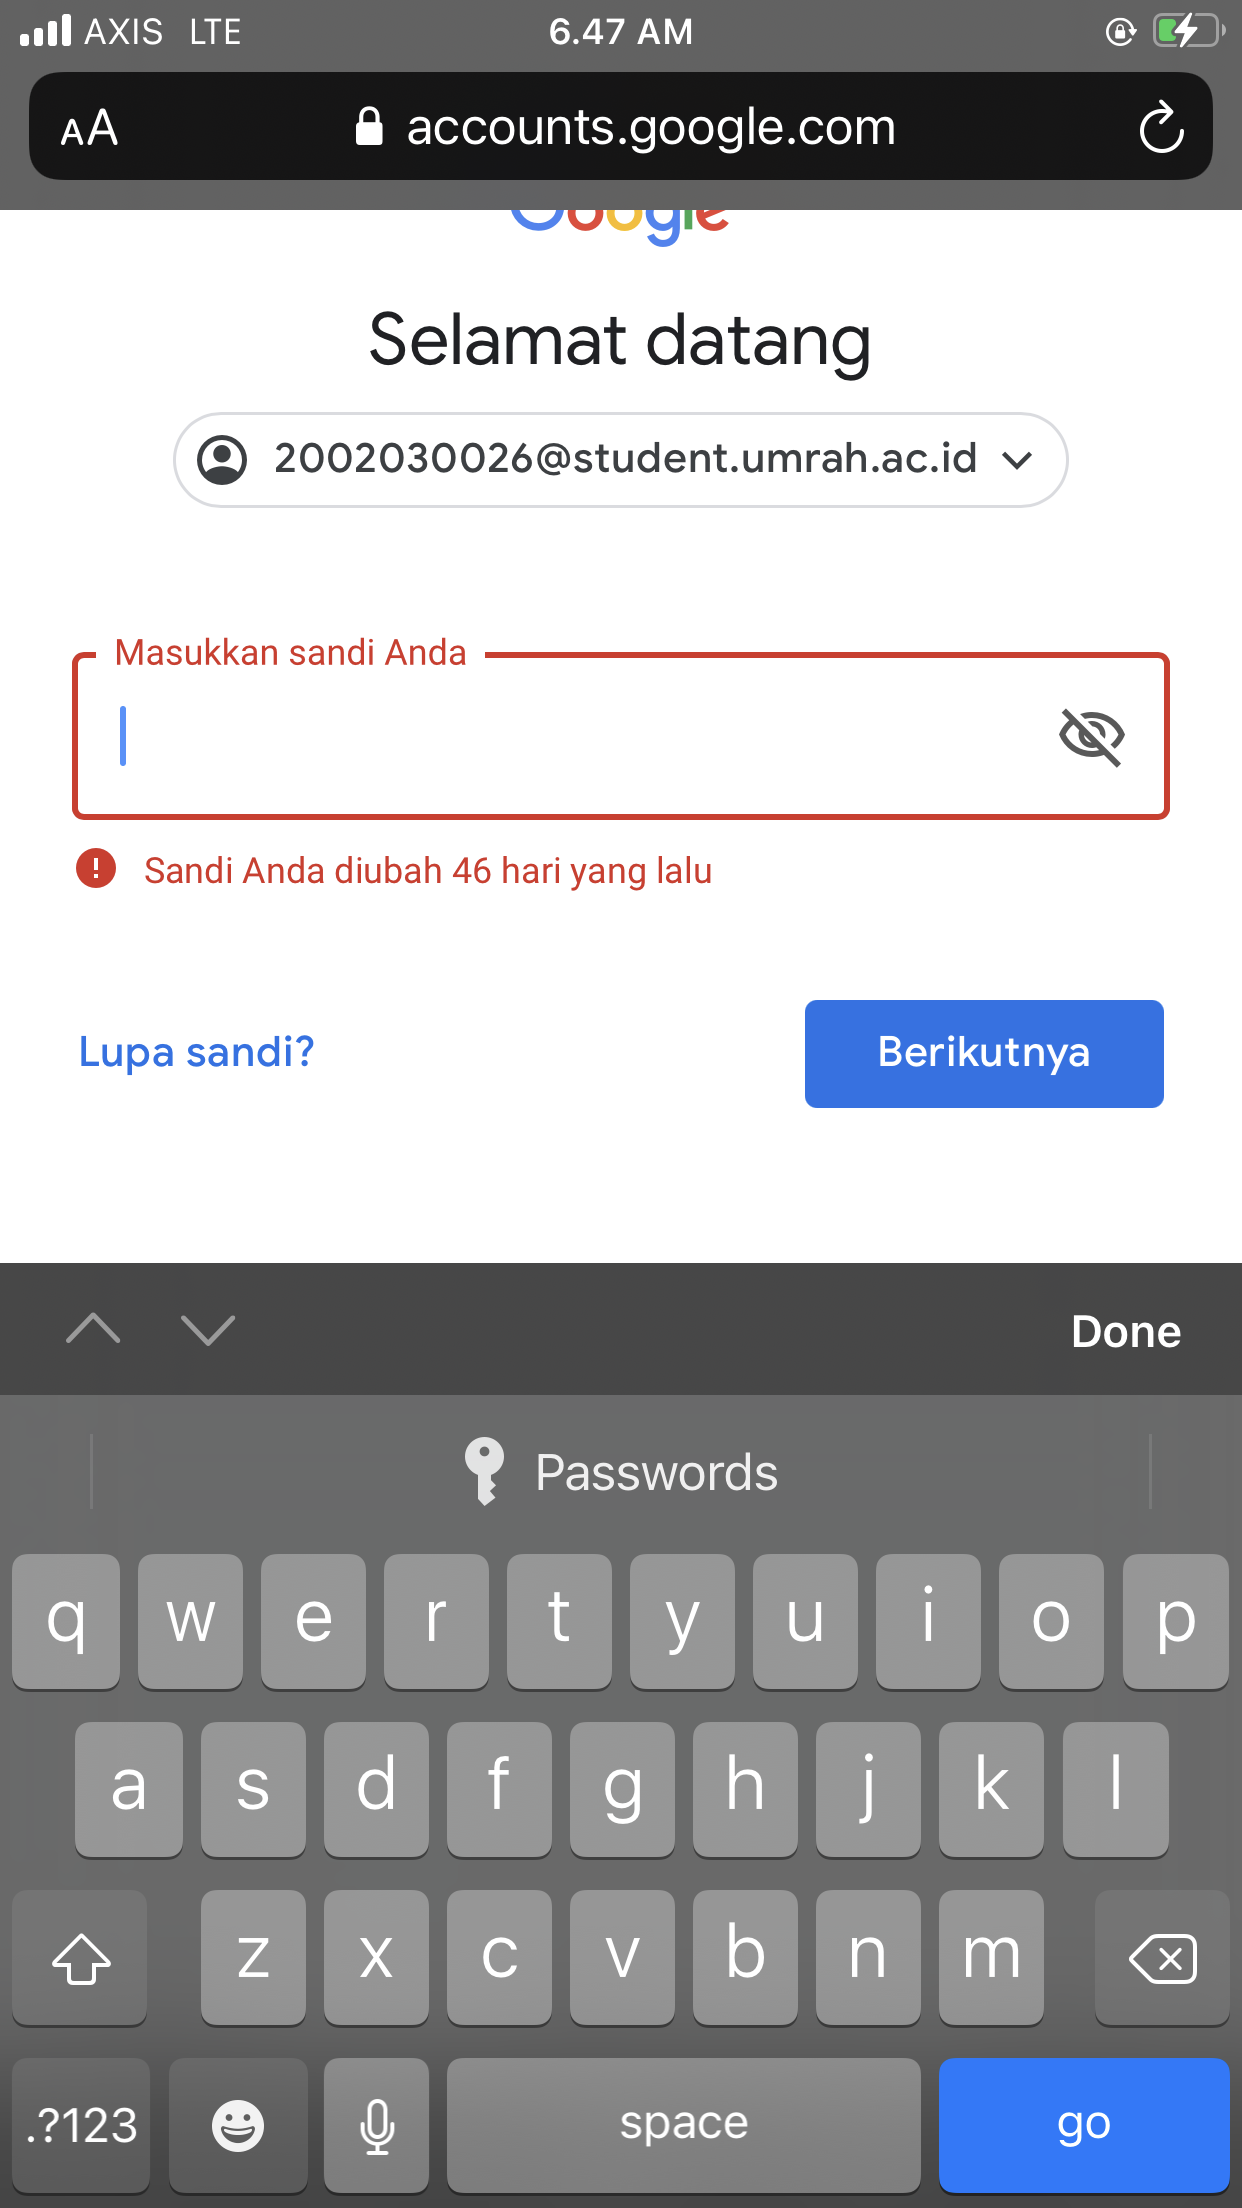 AXIS LTE 6.47 AM
AA accounts.google.com
Google
Selamat datang
2002030026@student.umrah.ac.id
Masukkan sandi Anda
Sandi Anda diubah 46 hari yang lalu
Lupa sandi? Berikutnya
Done
Passwords
q w e r t y u i o p
a s d f g h j k l
z x c v b n m
.?123 space go